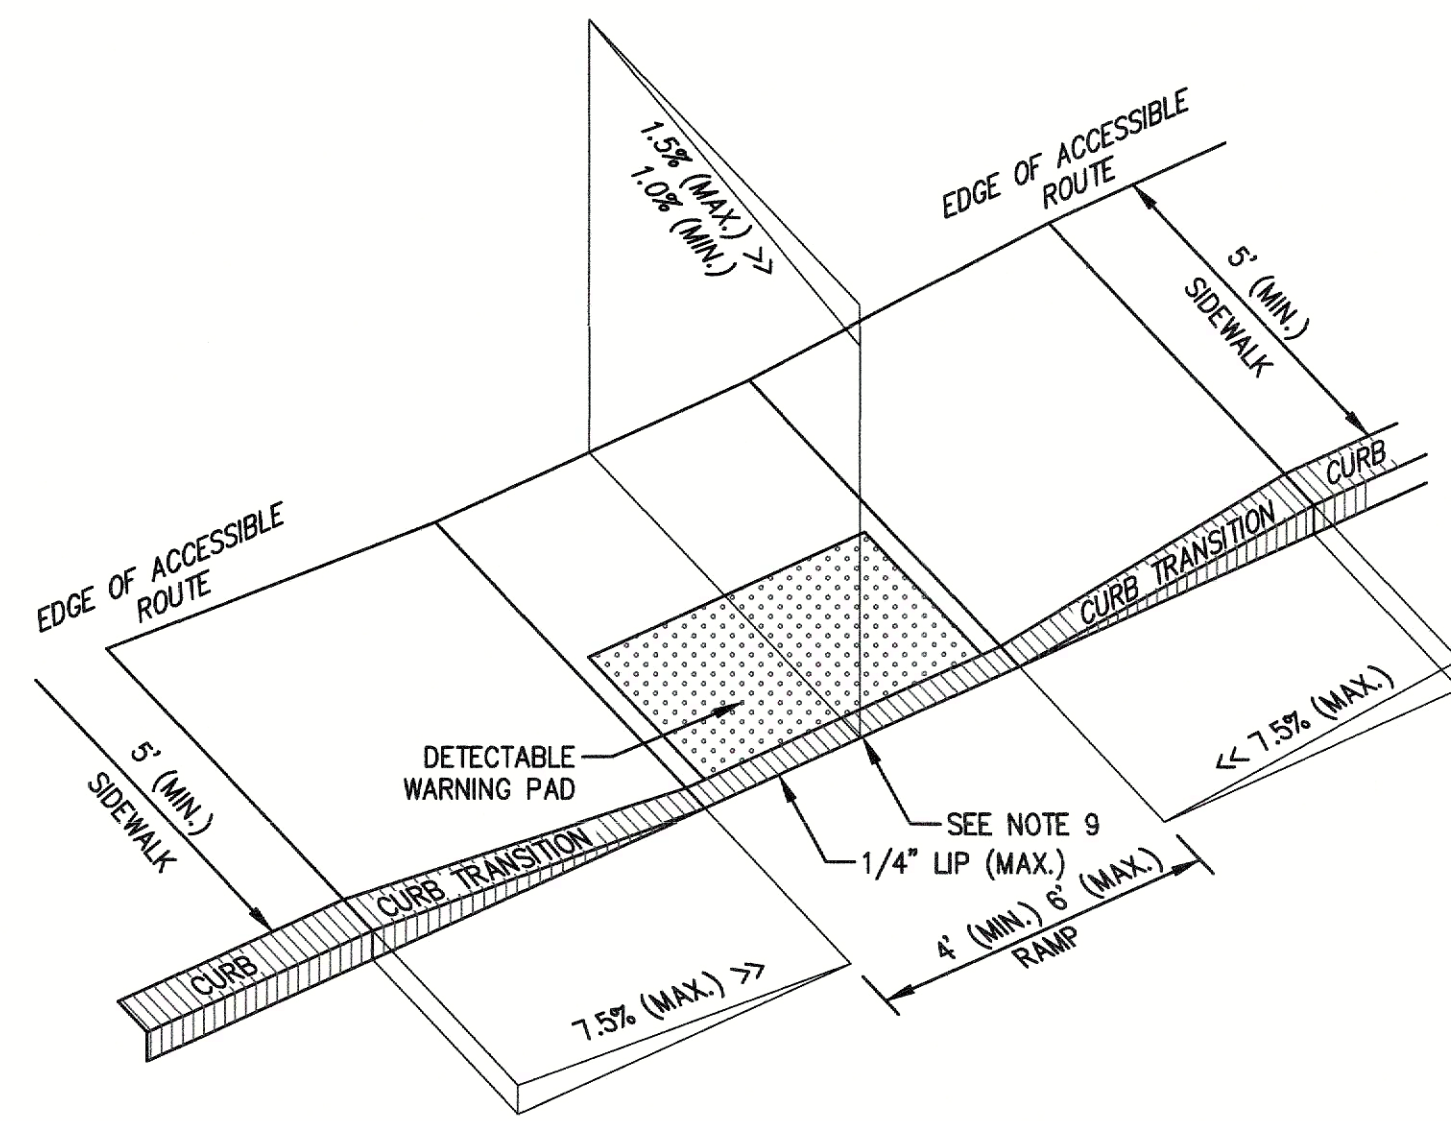 1.5% (MAX.) >>
1.0% (MIN.)
EDGE OF ACCESSIBLE
ROUTE
5' (MIN.)
SIDEWALK
CURB
CURB TRANSITION
EDGE OF ACCESSIBLE
ROUTE
5' (MIN.)
SIDEWALK
DETECTABLE
WARNING PAD
<< 7.5% (MAX.)
SEE NOTE 9
1/4" LIP (MAX.)
4' (MIN.) 6' (MAX.)
RAMP
CURB TRANSITION
CURB
7.5% (MAX.) >>